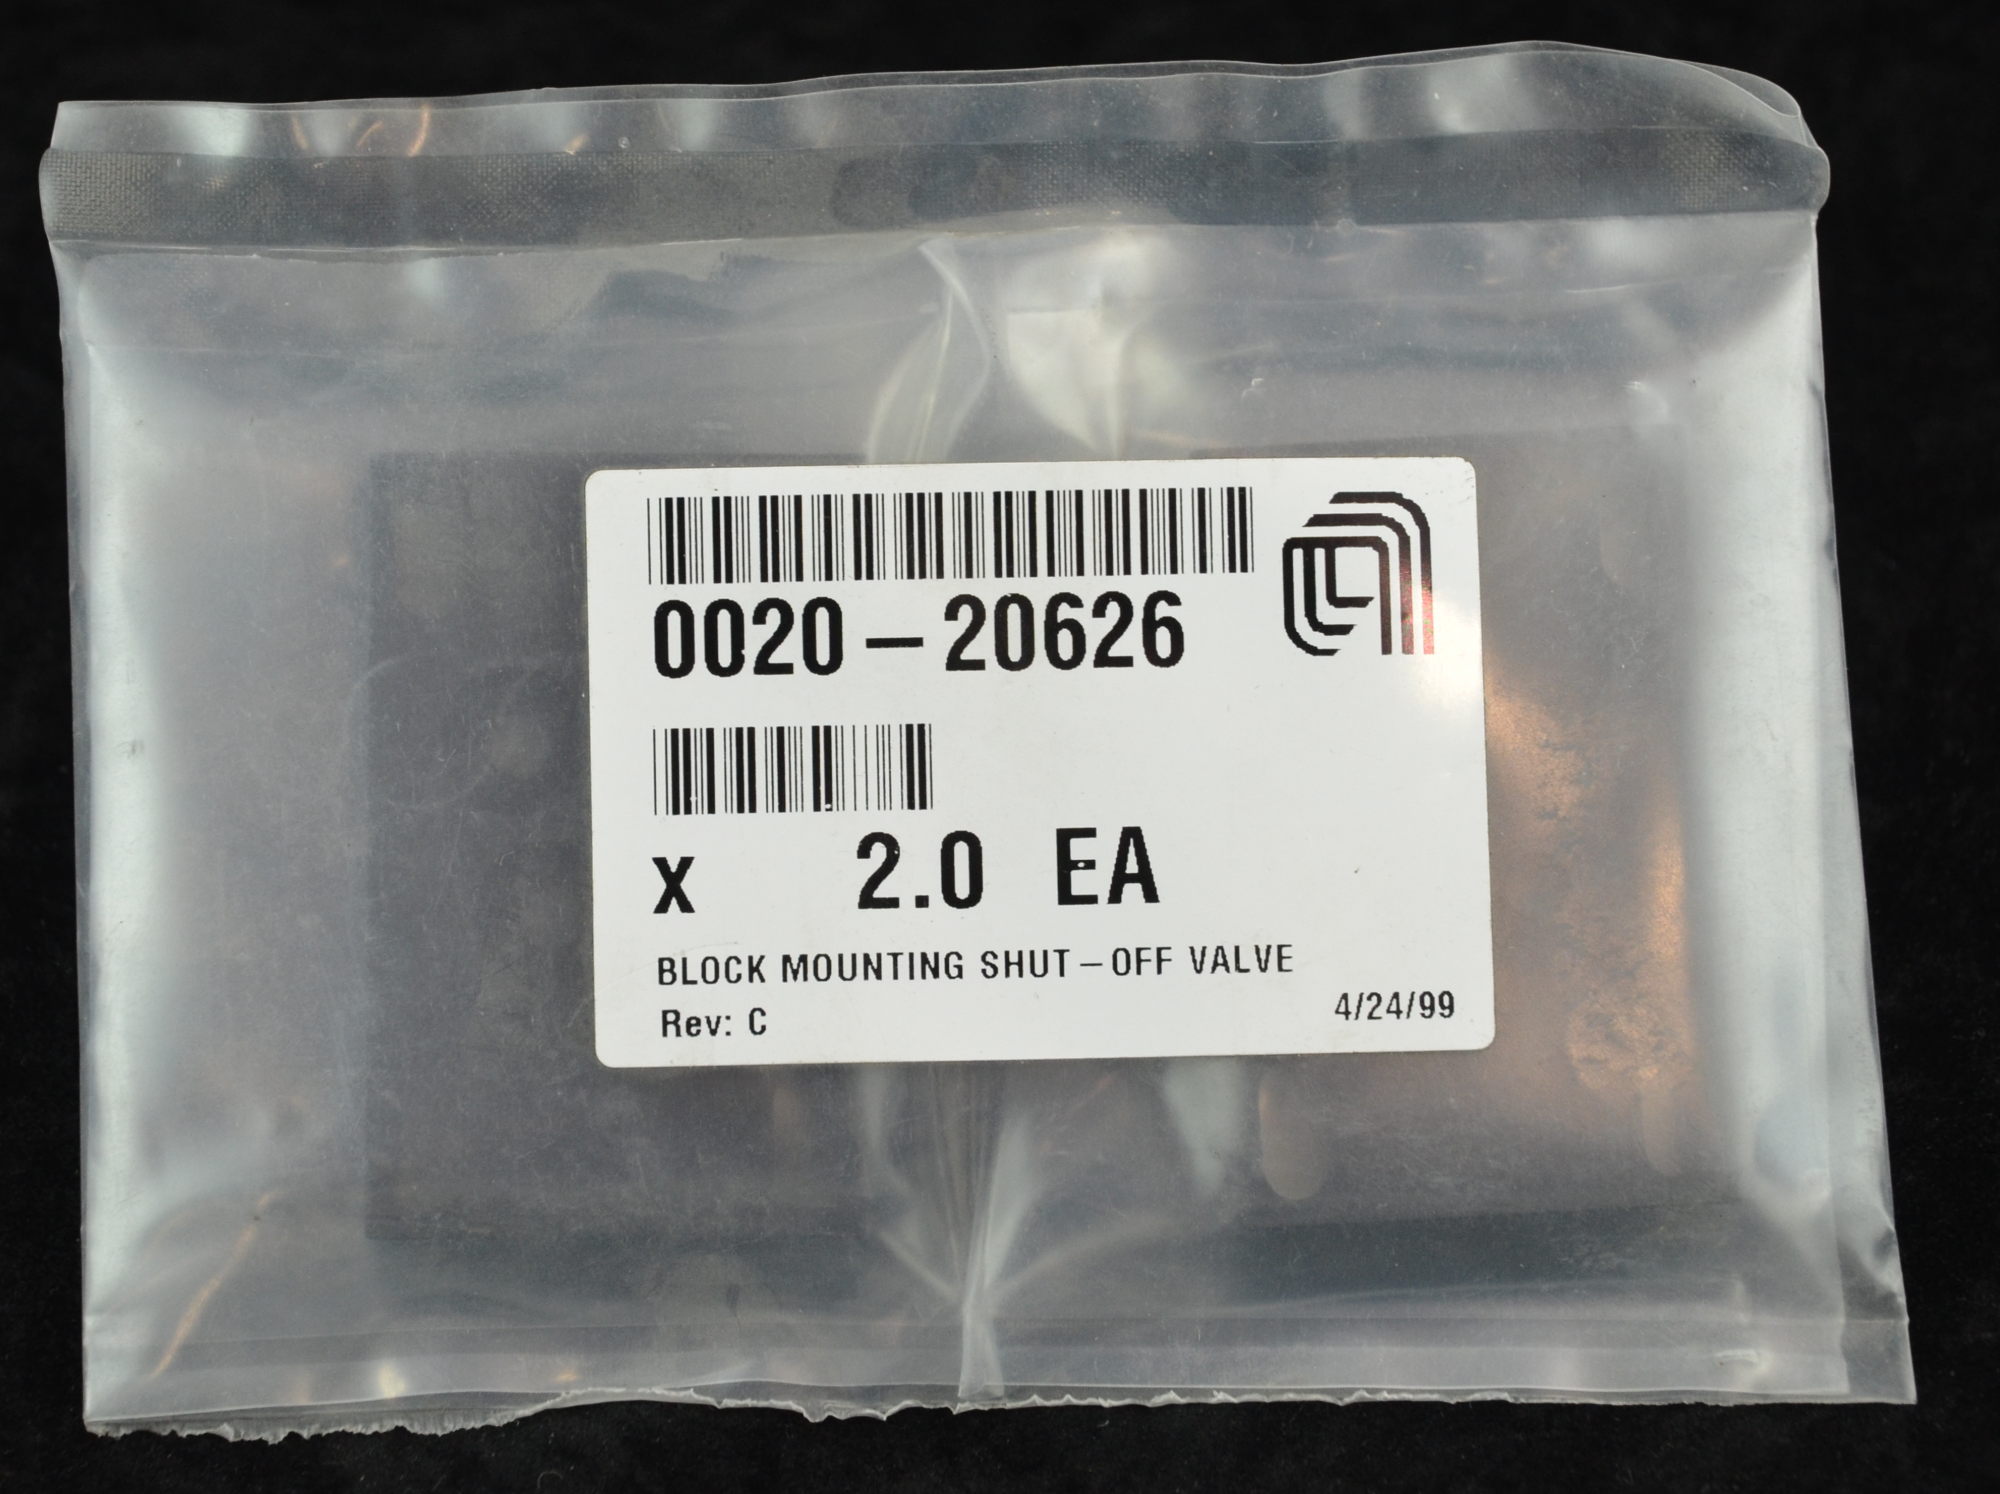 0020-20626
x 2.0 EA
BLOCK MOUNTING SHUT-OFF VALVE
Rev: C 4/24/99